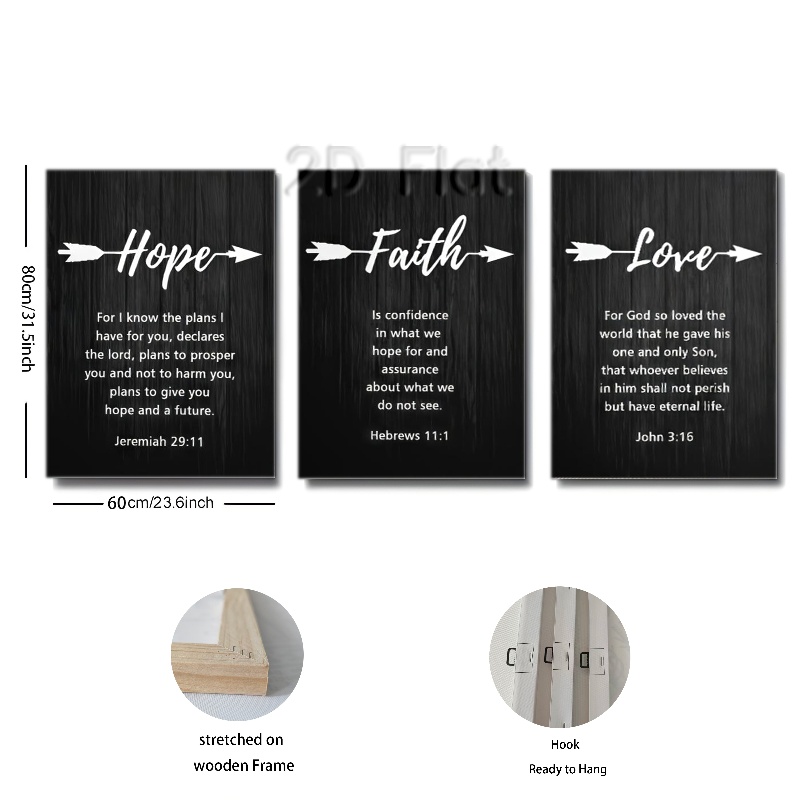 2D Flat
80cm/31.5inch
Hope
For I know the plans I
have for you, declares
the lord, plans to prosper
you and not to harm you,
plans to give you
hope and a future.
Jeremiah 29:11
Faith
Is confidence
in what we
hope for and
assurance
about what we
do not see.
Hebrews 11:1
Love
For God so loved the
world that he gave his
one and only Son,
that whoever believes
in him shall not perish
but have eternal life.
John 3:16
60cm/23.6inch
stretched on
wooden Frame
Hook
Ready to Hang